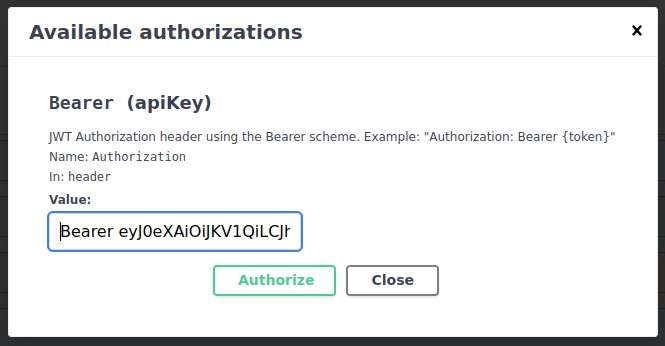 Available authorizations
×
Bearer (apiKey)
JWT Authorization header using the Bearer scheme. Example: "Authorization: Bearer {token}"
Name: Authorization
In: header
Value:
Bearer eyJ0eXAiOiJKV1QiLCJh
Authorize Close